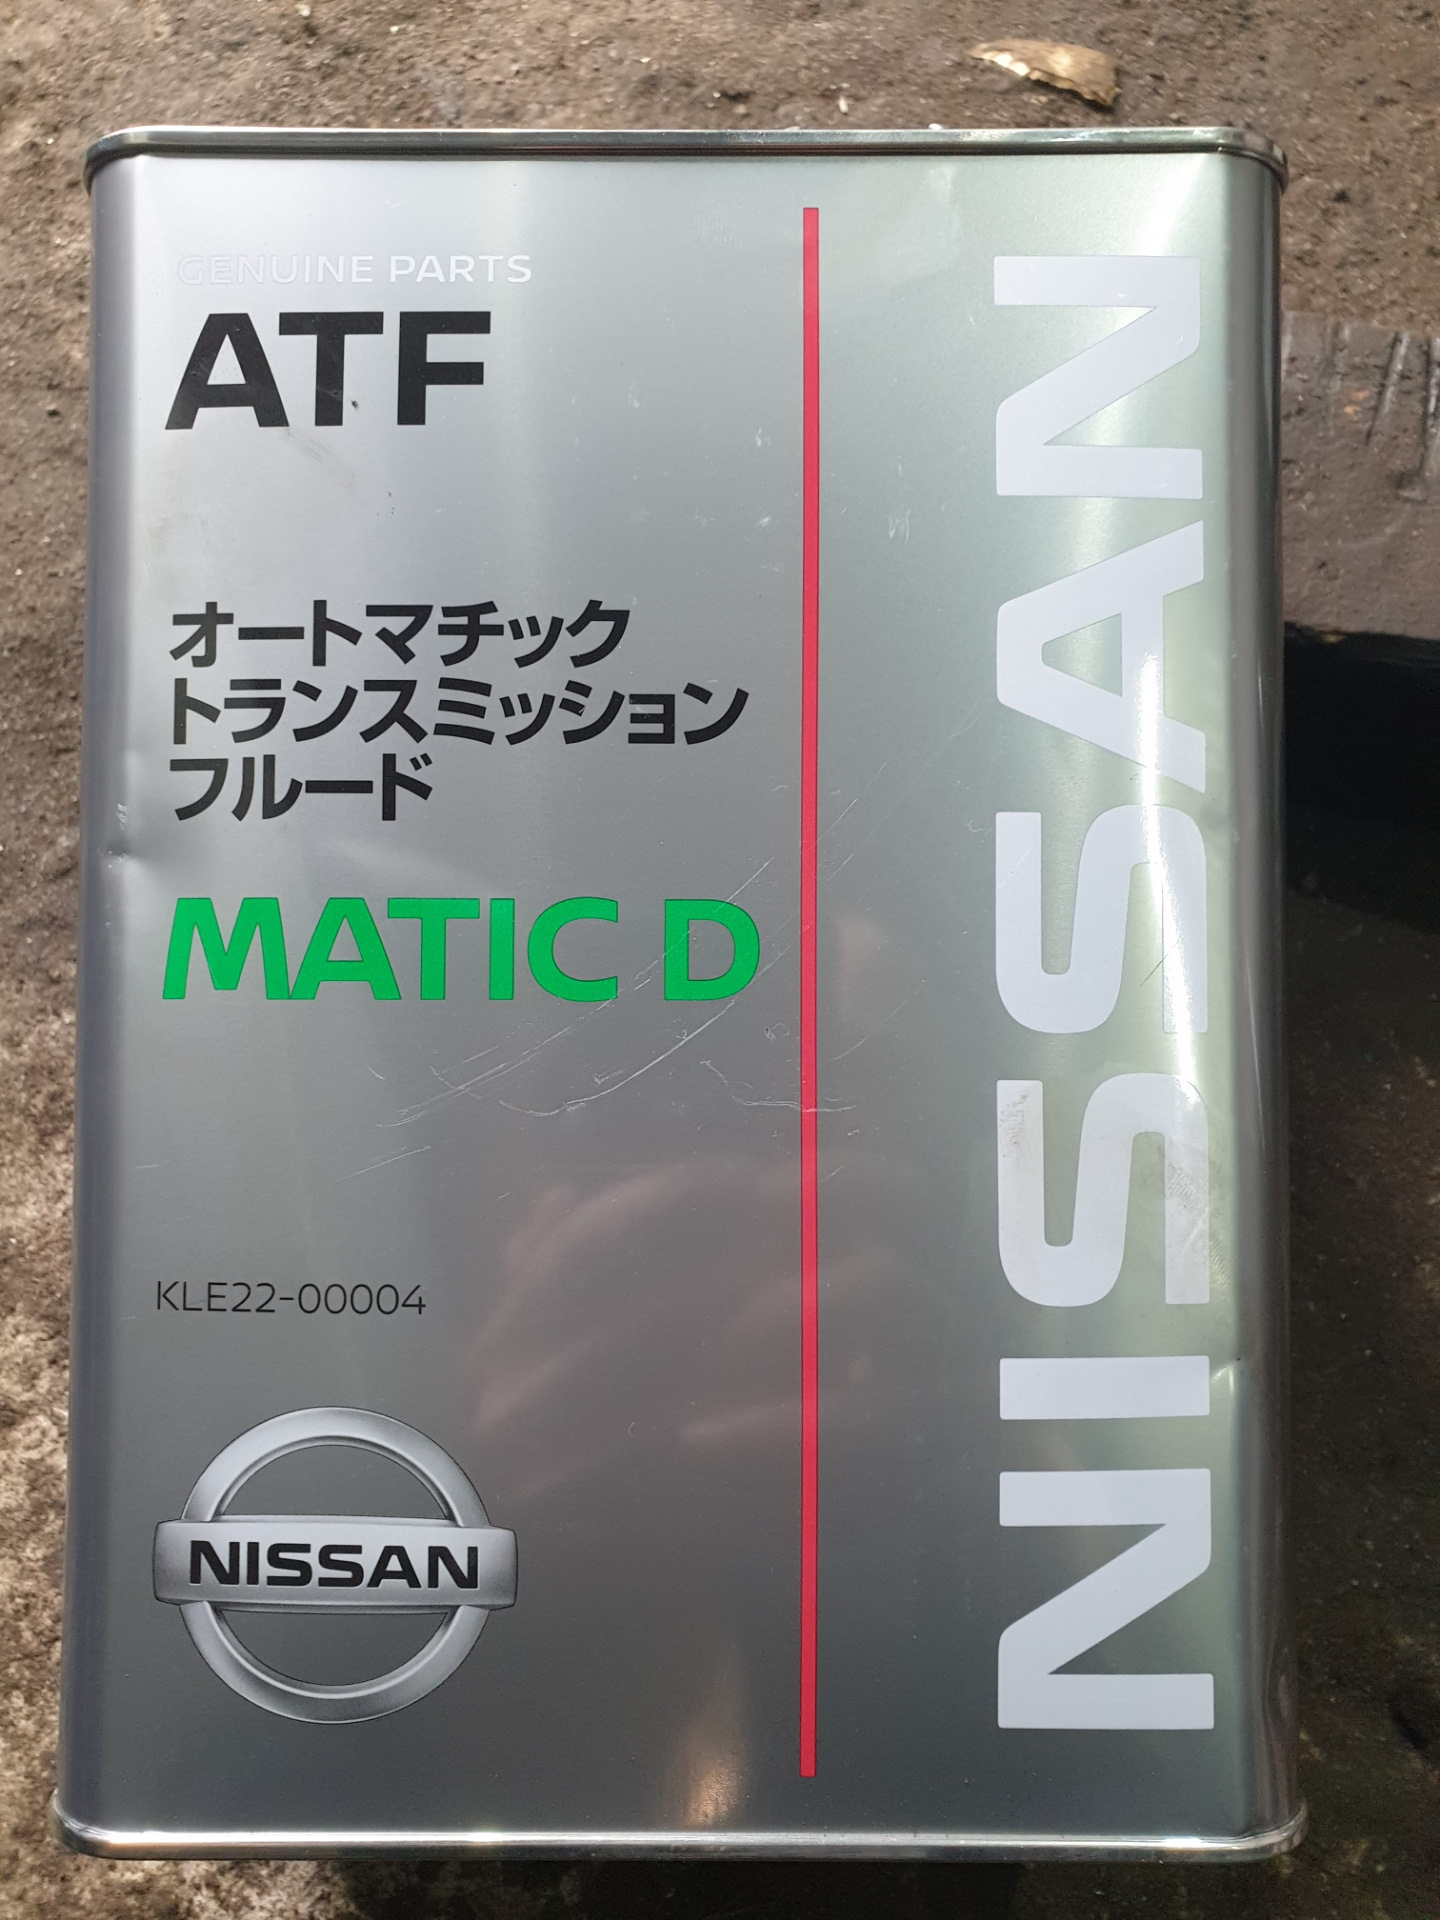 GENUINE PARTS
ATF
オートマチック
トランスミッション
フルード
MATIC D
KLE22-00004
NISSAN
NISSAN